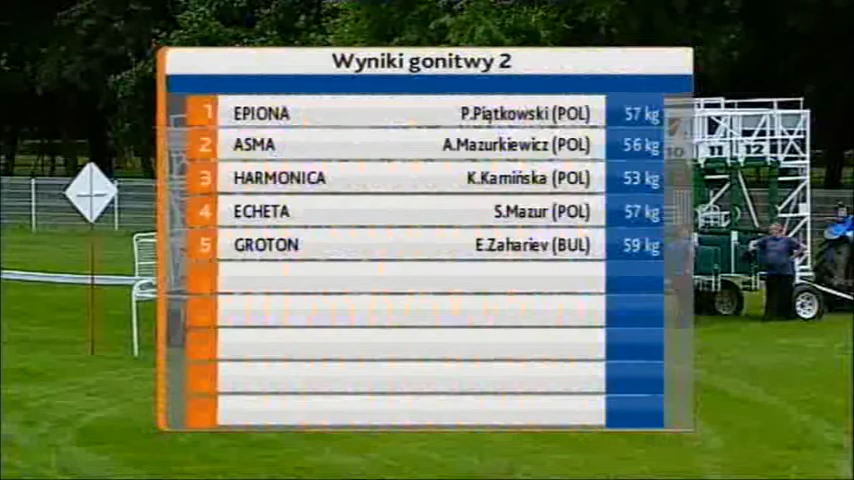 Wyniki gonitwy 2
1 EPIONA P.Piątkowski (POL) 57 kg
2 ASMA A.Mazurkiewicz (POL) 56 kg
3 HARMONICA K.Kamińska (POL) 53 kg
4 ECHETA S.Mazur (POL) 57 kg
5 GROTON E.Zahariev (BUL) 59 kg
10 11 12